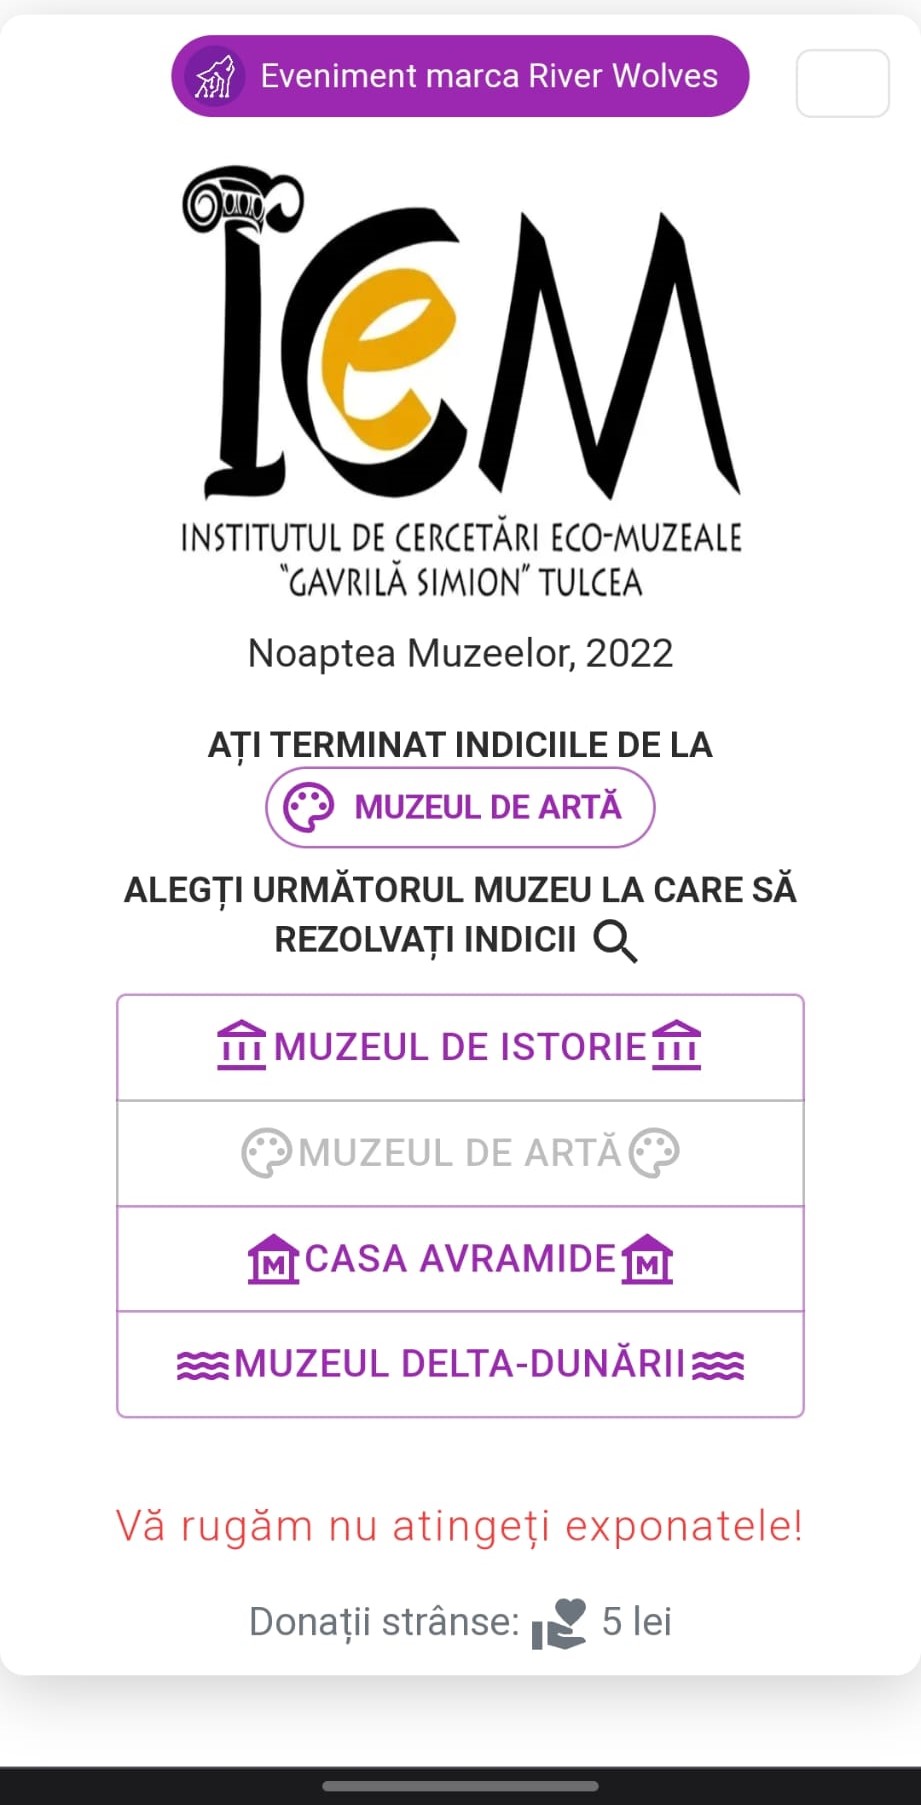 Eveniment marca River Wolves
ICeM
INSTITUTUL DE CERCETĂRI ECO-MUZEALE
"GAVRILĂ SIMION" TULCEA
Noaptea Muzeelor, 2022
AȚI TERMINAT INDICIILE DE LA
MUZEUL DE ARTĂ
ALEGȚI URMĂTORUL MUZEU LA CARE SĂ
REZOLVAȚI INDICII
MUZEUL DE ISTORIE
MUZEUL DE ARTĂ
M CASA AVRAMIDE M
MUZEUL DELTA-DUNĂRII
Vă rugăm nu atingeți exponatele!
Donații strânse: 5 lei